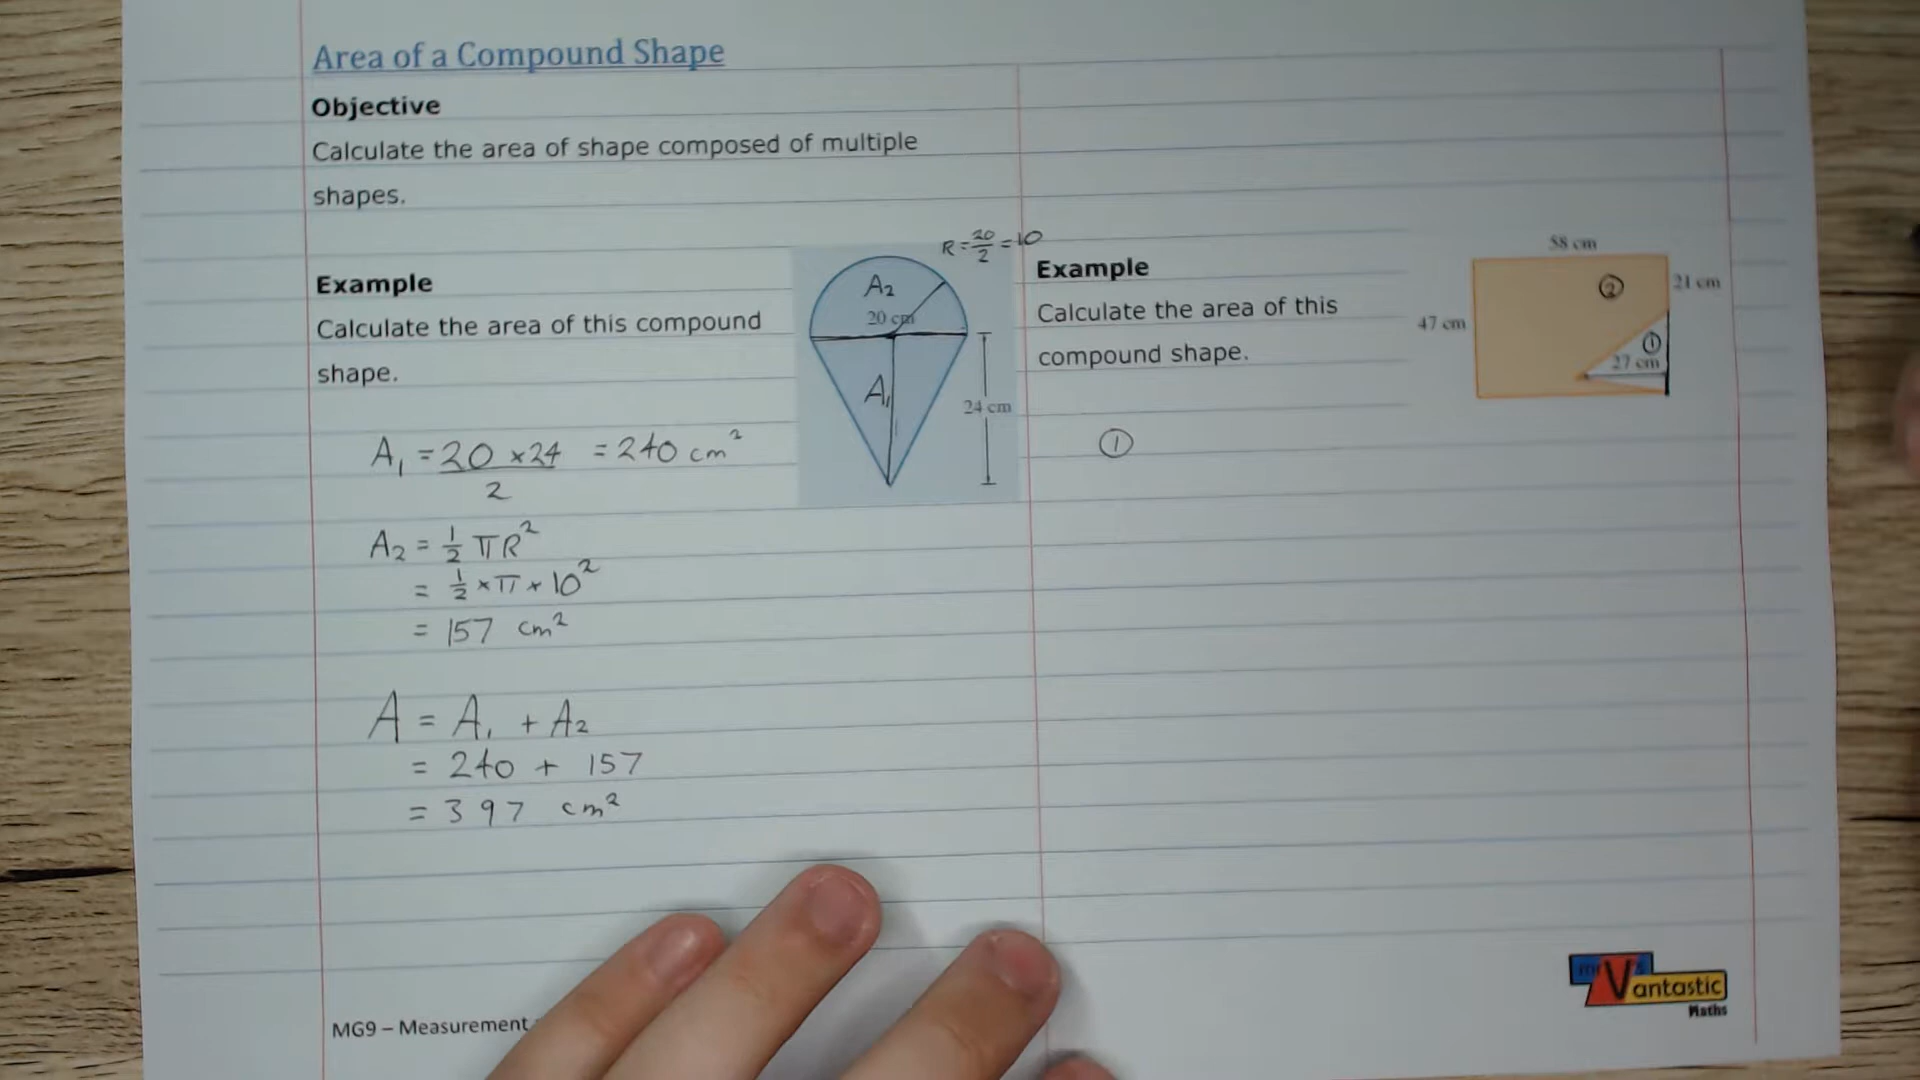 Area of a Compound Shape
Objective
Calculate the area of shape composed of multiple
shapes.
Example
Calculate the area of this compound
shape.
R = 20/2 = 10
A₂
20 cm
A₁
24 cm
A₁ = 20 × 24 / 2 = 240 cm²
A₂ = ½ πR²
= ½ × π × 10²
= 157 cm²
A = A₁ + A₂
= 240 + 157
= 397 cm²
Example
Calculate the area of this
compound shape.
58 cm
②
21 cm
47 cm
①
27 cm
①
MG9 – Measurement
Vantastic
Maths